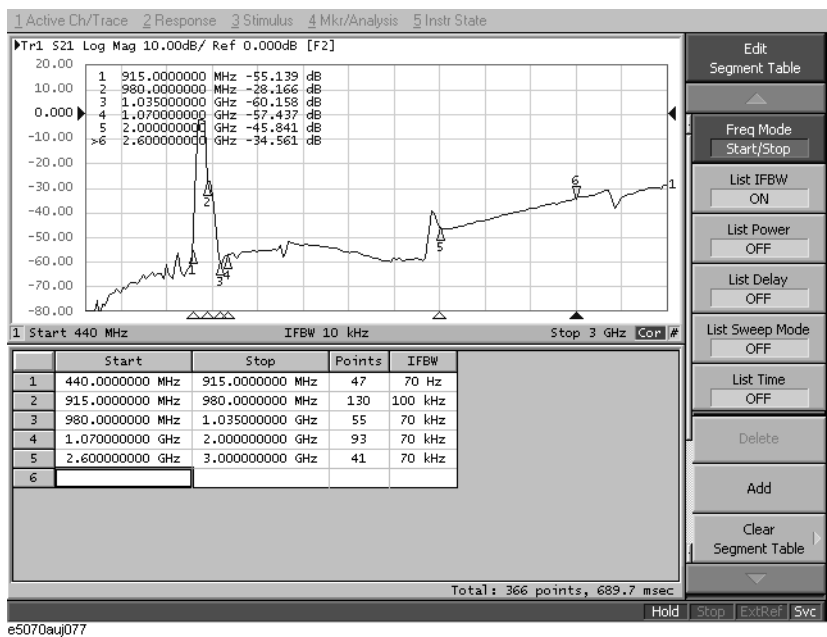 1 Active Ch/Trace 2 Response 3 Stimulus 4 Mkr/Analysis 5 Instr State
Tr1 S21 Log Mag 10.00dB/ Ref 0.000dB [F2]
20.00
10.00
0.000
-10.00
-20.00
-30.00
-40.00
-50.00
-60.00
-70.00
-80.00
1 915.0000000 MHz -55.139 dB
2 980.0000000 MHz -28.166 dB
3 1.035000000 GHz -60.158 dB
4 1.070000000 GHz -57.437 dB
5 2.000000000 GHz -45.841 dB
>6 2.600000000 GHz -34.561 dB
1
2
3
4
5
6
1
1 Start 440 MHz IFBW 10 kHz Stop 3 GHz Cor #
Start Stop Points IFBW
1 440.0000000 MHz 915.0000000 MHz 47 70 Hz
2 915.0000000 MHz 980.0000000 MHz 130 100 kHz
3 980.0000000 MHz 1.035000000 GHz 55 70 kHz
4 1.070000000 GHz 2.000000000 GHz 93 70 kHz
5 2.600000000 GHz 3.000000000 GHz 41 70 kHz
6
Total: 366 points, 689.7 msec
Edit
Segment Table
Freq Mode
Start/Stop
List IFBW
ON
List Power
OFF
List Delay
OFF
List Sweep Mode
OFF
List Time
OFF
Delete
Add
Clear
Segment Table
Hold Stop ExtRef Svc
e5070auj077